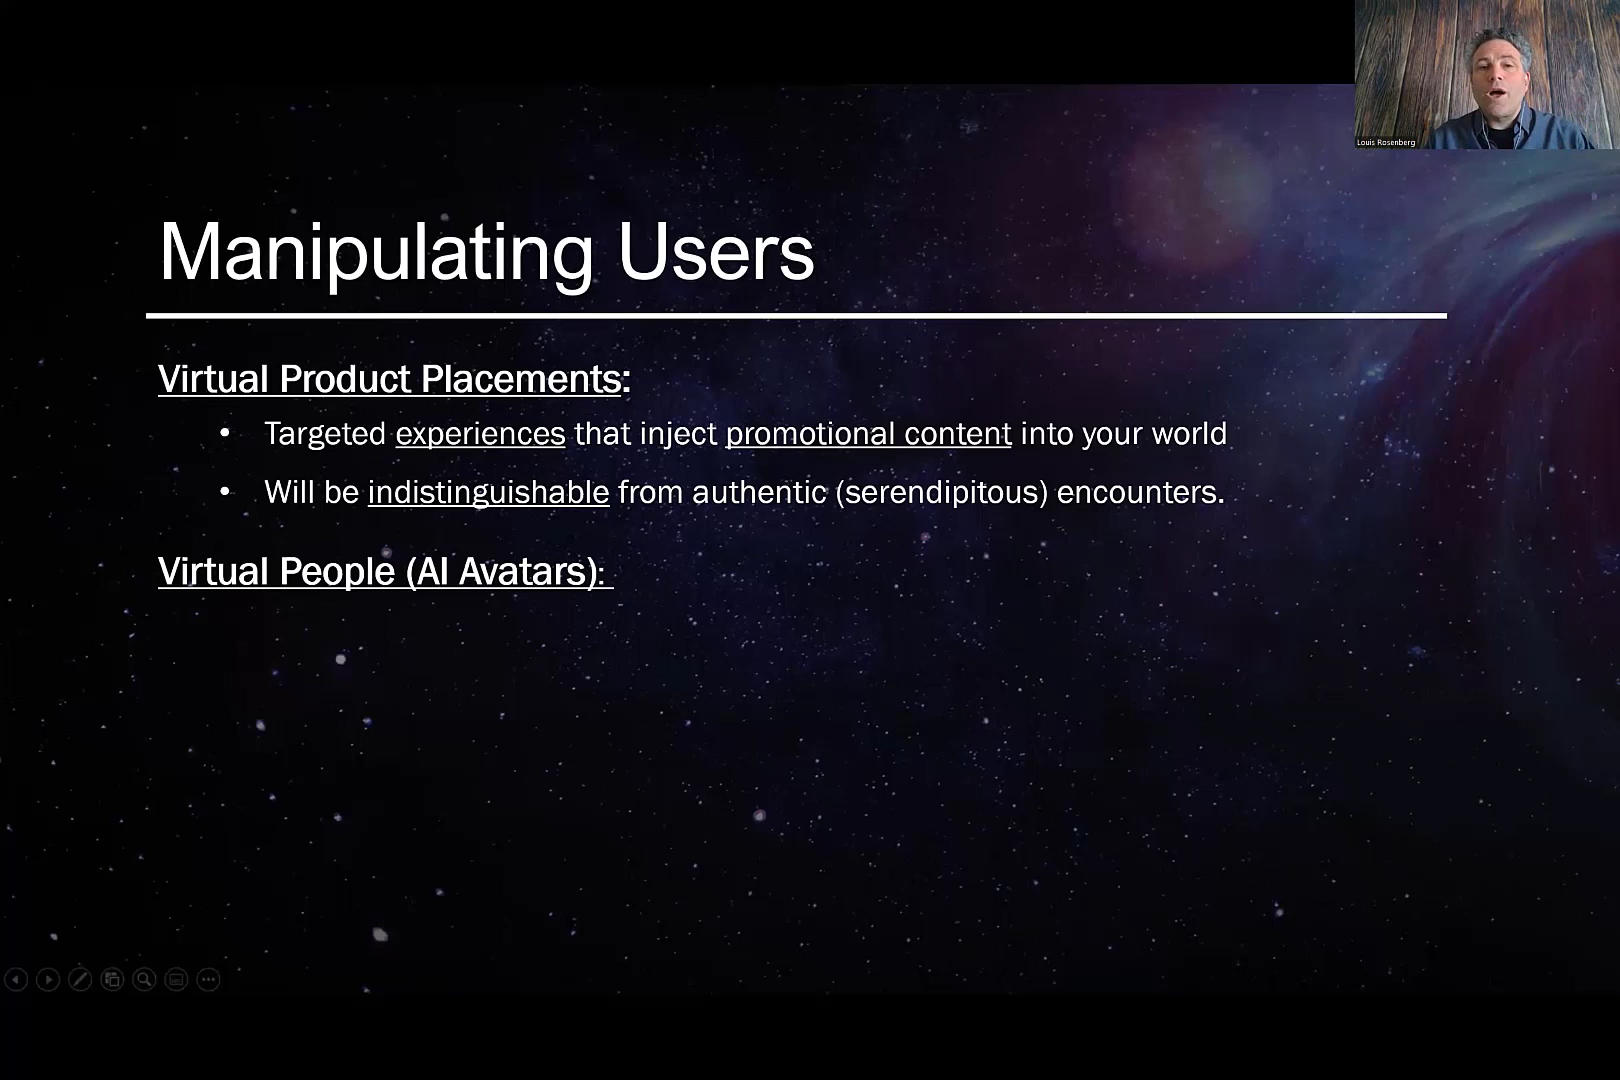 Louis Rosenberg
Manipulating Users
Virtual Product Placements:
• Targeted experiences that inject promotional content into your world
• Will be indistinguishable from authentic (serendipitous) encounters.
Virtual People (AI Avatars):